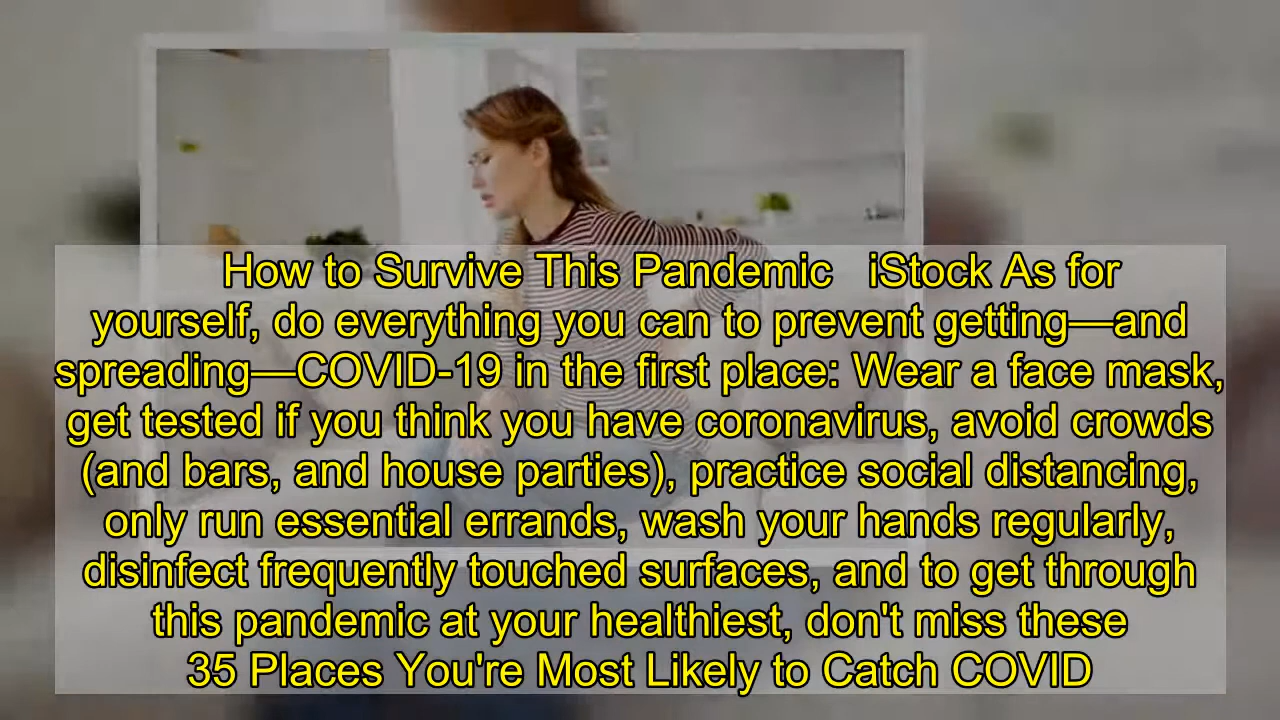 How to Survive This Pandemic iStock As for
yourself, do everything you can to prevent getting—and
spreading—COVID-19 in the first place: Wear a face mask,
get tested if you think you have coronavirus, avoid crowds
(and bars, and house parties), practice social distancing,
only run essential errands, wash your hands regularly,
disinfect frequently touched surfaces, and to get through
this pandemic at your healthiest, don't miss these
35 Places You're Most Likely to Catch COVID